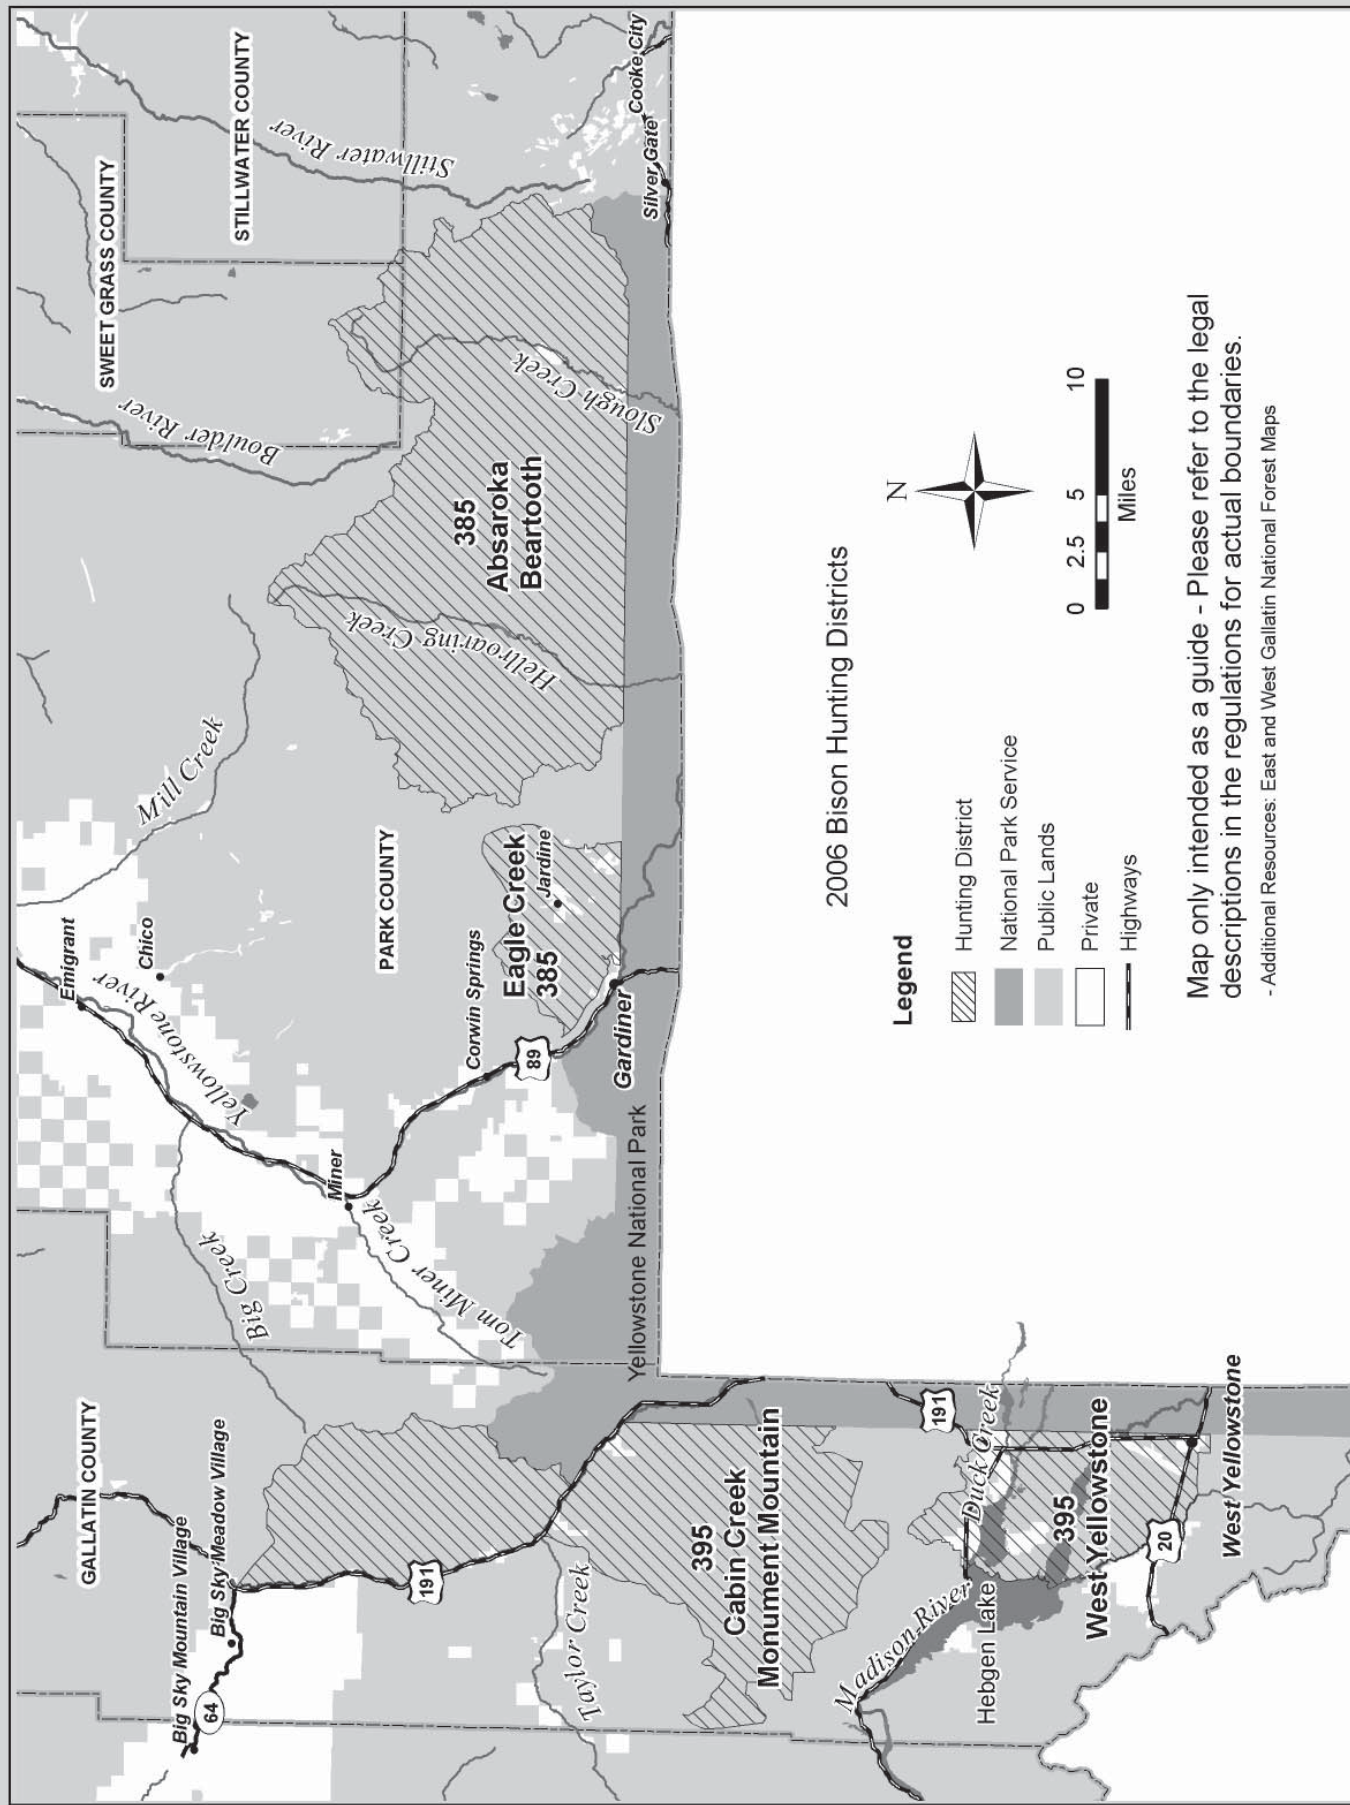 GALLATIN COUNTY
Big Sky Mountain Village
Big Sky Meadow Village
64
191
Taylor Creek
395
Cabin Creek
Monument Mountain
Madison River
Hebgen Lake
Duck Creek
191
395
West Yellowstone
20
West Yellowstone
Big Creek
Tom Miner Creek
Miner
Yellowstone River
Emigrant
Chico
Mill Creek
PARK COUNTY
Corwin Springs
89
Gardiner
Yellowstone National Park
Eagle Creek
385
Jardine
Hellroaring Creek
385
Absaroka
Beartooth
Slough Creek
Boulder River
SWEET GRASS COUNTY
STILLWATER COUNTY
Stillwater River
Silver Gate
Cooke City
2006 Bison Hunting Districts
Legend
Hunting District
National Park Service
Public Lands
Private
Highways
N
0 2.5 5 10
Miles
Map only intended as a guide - Please refer to the legal
descriptions in the regulations for actual boundaries.
- Additional Resources: East and West Gallatin National Forest Maps